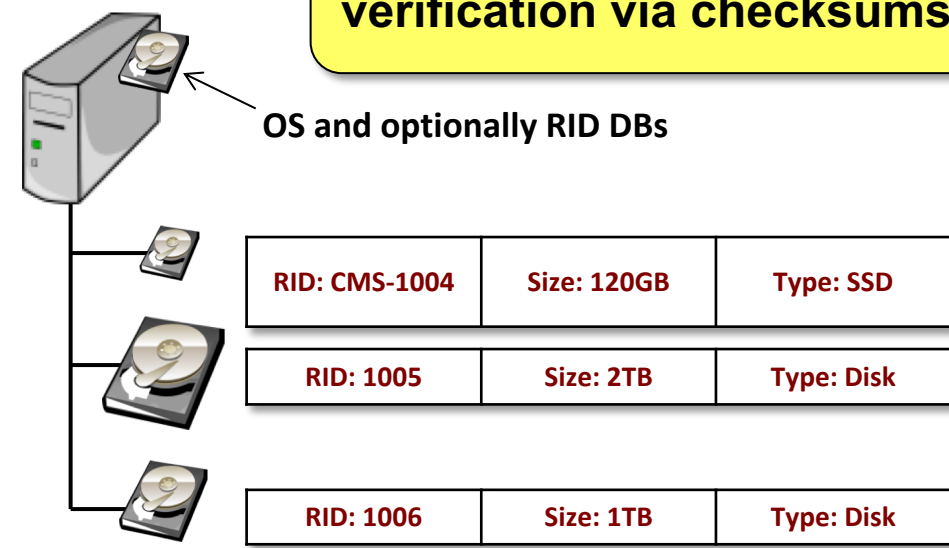 verification via checksums
OS and optionally RID DBs
RID: CMS-1004 Size: 120GB Type: SSD
RID: 1005 Size: 2TB Type: Disk
RID: 1006 Size: 1TB Type: Disk